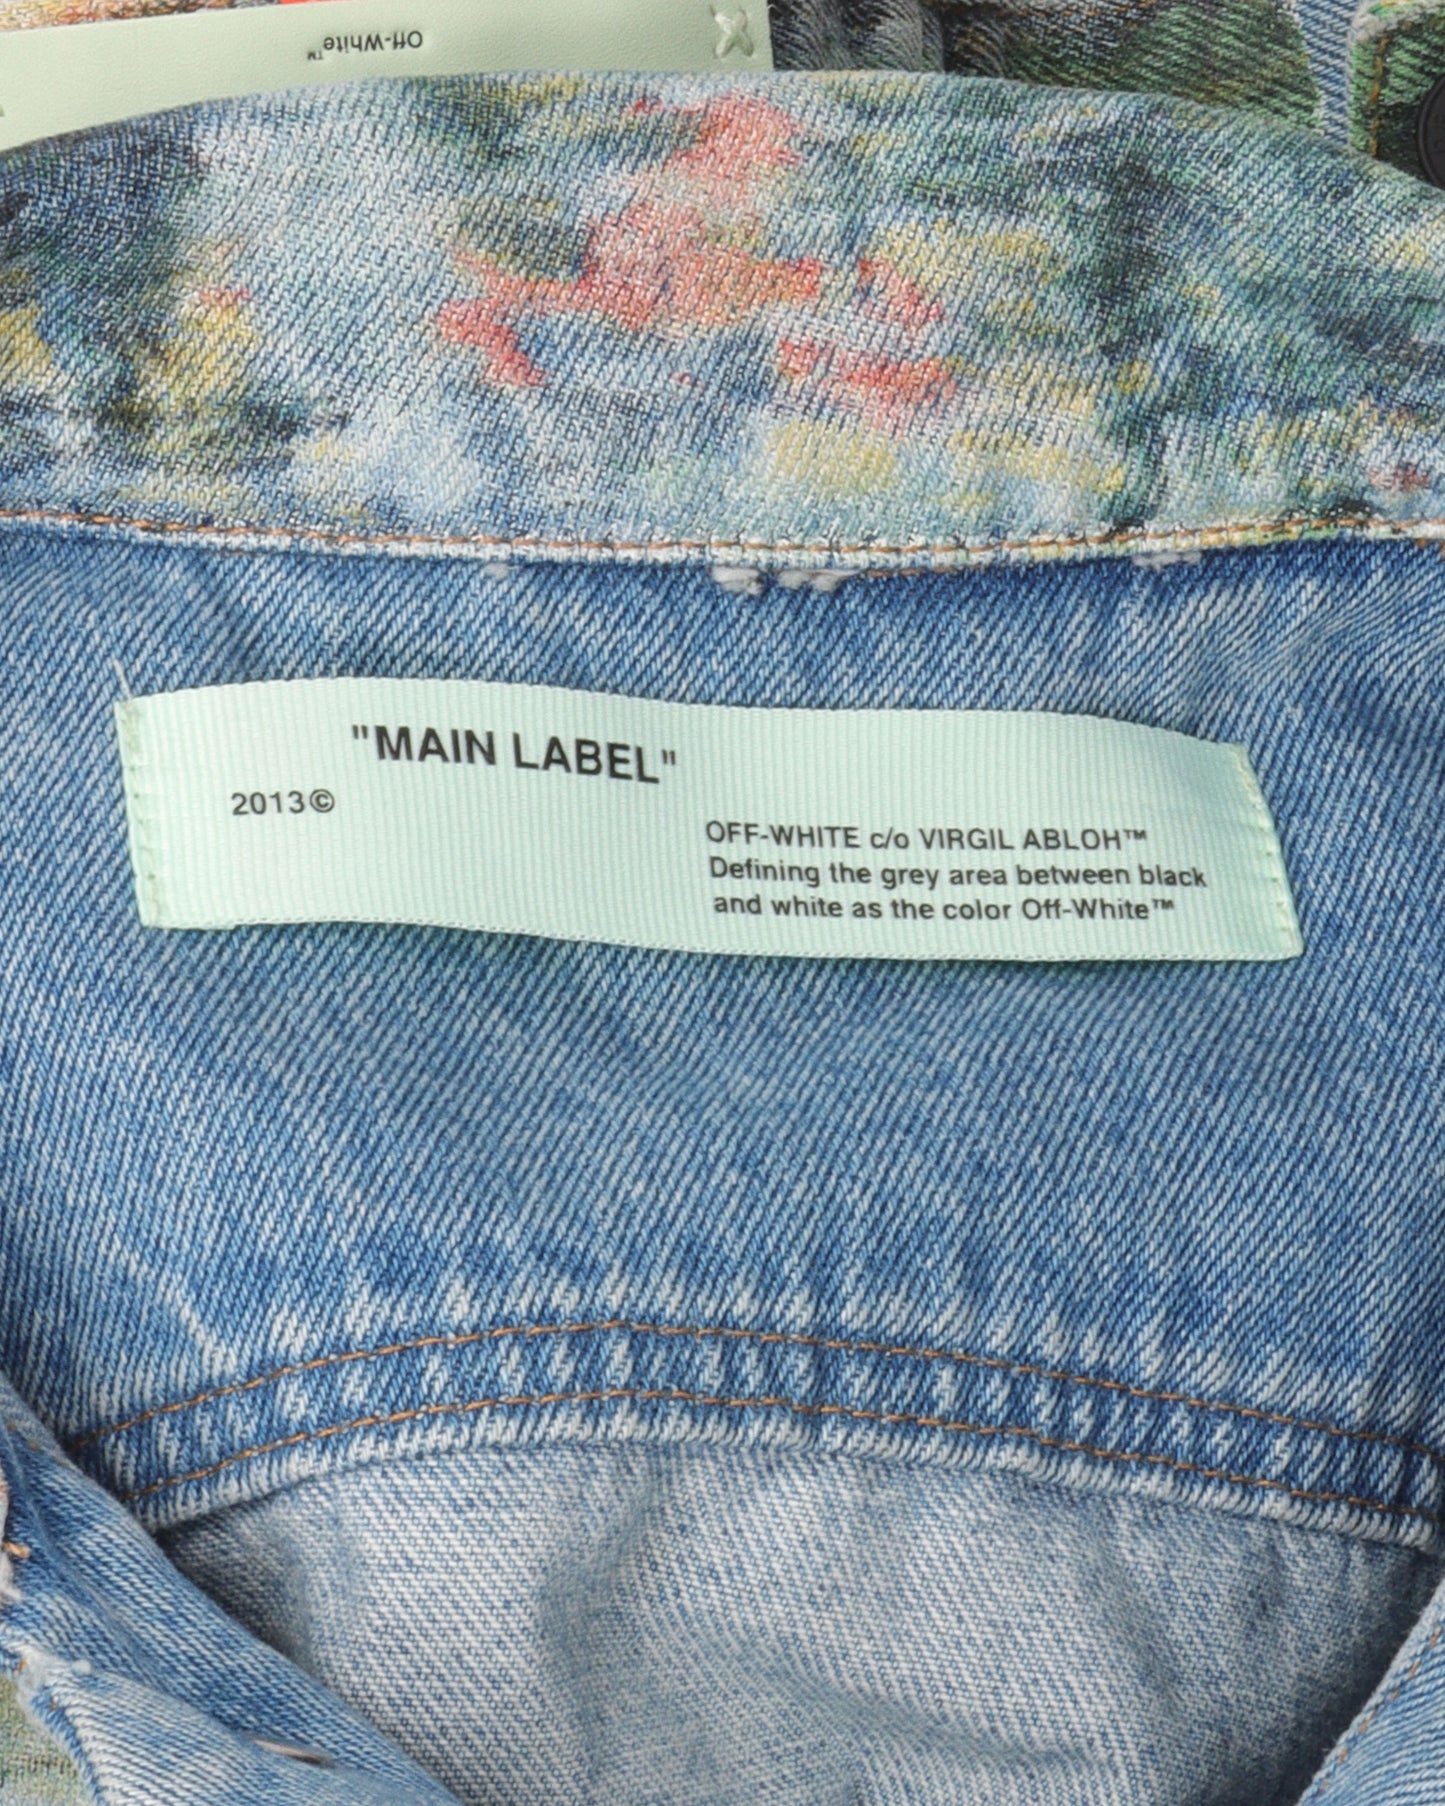 Off-White™
"MAIN LABEL"
2013©
OFF-WHITE c/o VIRGIL ABLOH™
Defining the grey area between black
and white as the color Off-White™